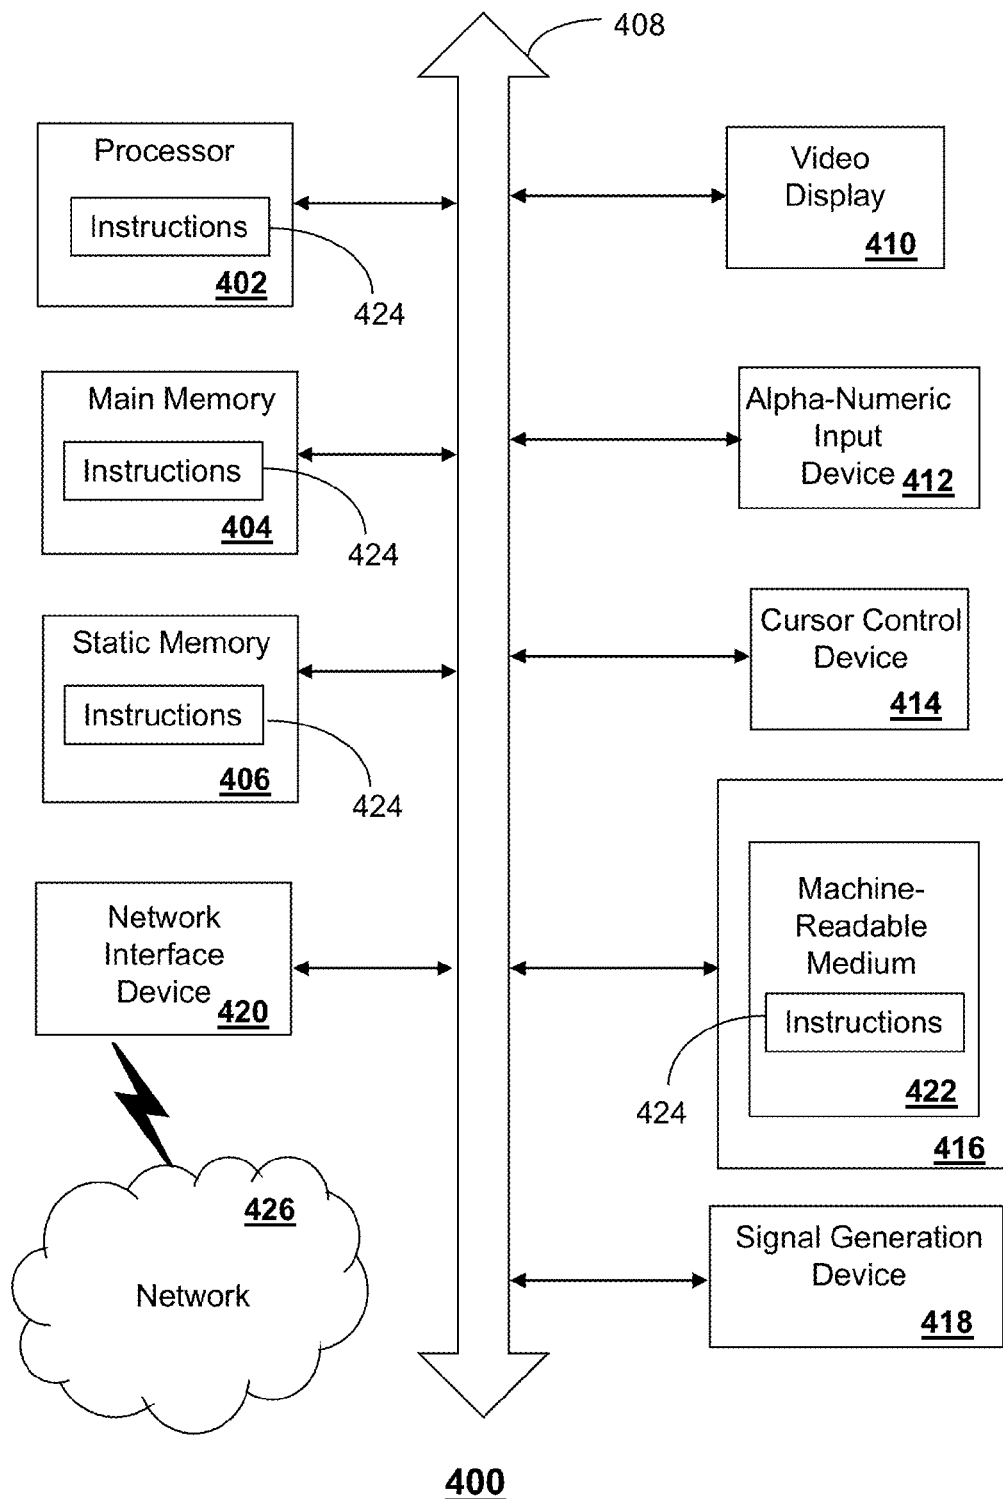 408
Processor
Instructions
402
424
Main Memory
Instructions
404
424
Static Memory
Instructions
406
424
Network
Interface
Device
420
426
Network
Video
Display
410
Alpha-Numeric
Input
Device
412
Cursor Control
Device
414
Machine-
Readable
Medium
Instructions
424
422
416
Signal Generation
Device
418
400